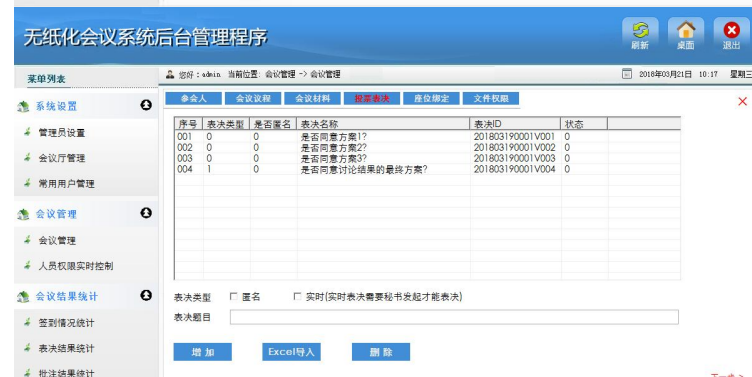 无纸化会议系统后台管理程序
刷新 桌面 退出
菜单列表
您好：admin 当前位置：会议管理 -> 会议管理
2018年03月21日 10:17 星期三
系统设置
管理员设置
会议厅管理
常用用户管理
会议管理
会议管理
人员权限实时控制
会议结果统计
签到情况统计
表决结果统计
批注结果统计
参会人 会议议程 会议材料 投票表决 座位绑定 文件权限
序号 表决类型 是否匿名 表决名称 表决ID 状态
001 0 0 是否同意方案1? 201803190001V001 0
002 0 0 是否同意方案2? 201803190001V002 0
003 0 0 是否同意方案3? 201803190001V003 0
004 1 0 是否同意讨论结果的最终方案? 201803190001V004 0
表决类型 匿名 实时(实时表决需要秘书发起才能表决)
表决题目
增加 Excel导入 删除
下一步->